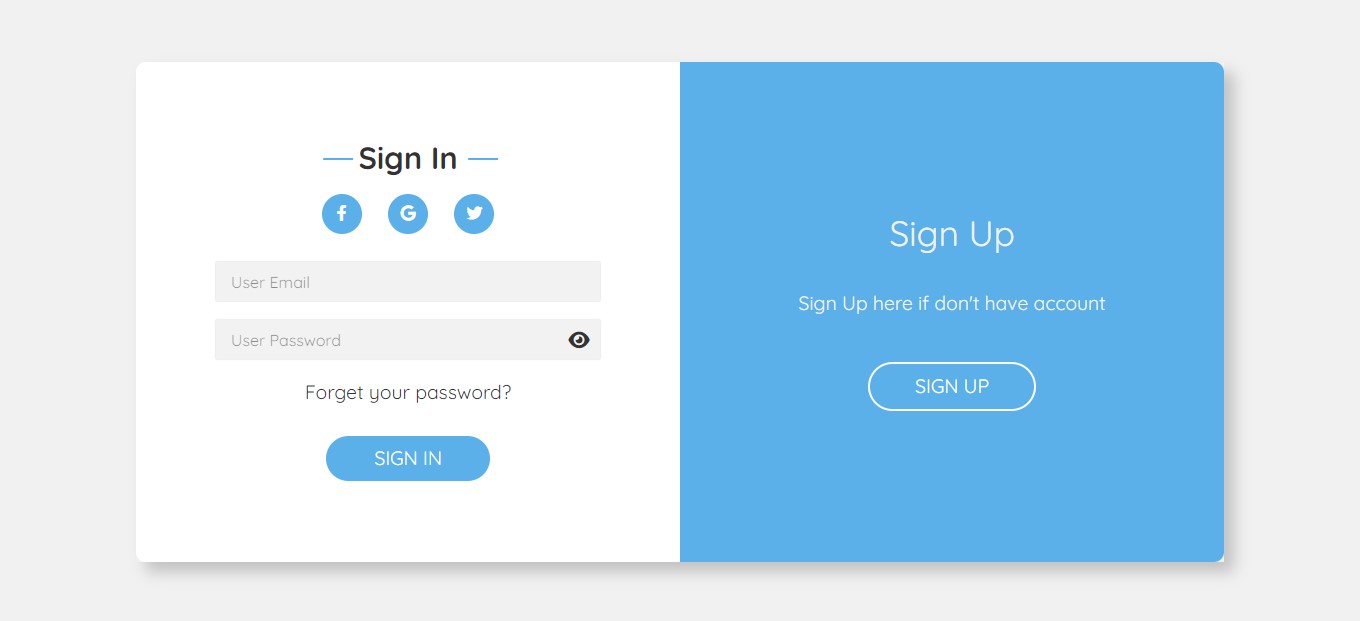 Sign In
User Email
User Password
Forget your password?
SIGN IN
Sign Up
Sign Up here if don't have account
SIGN UP